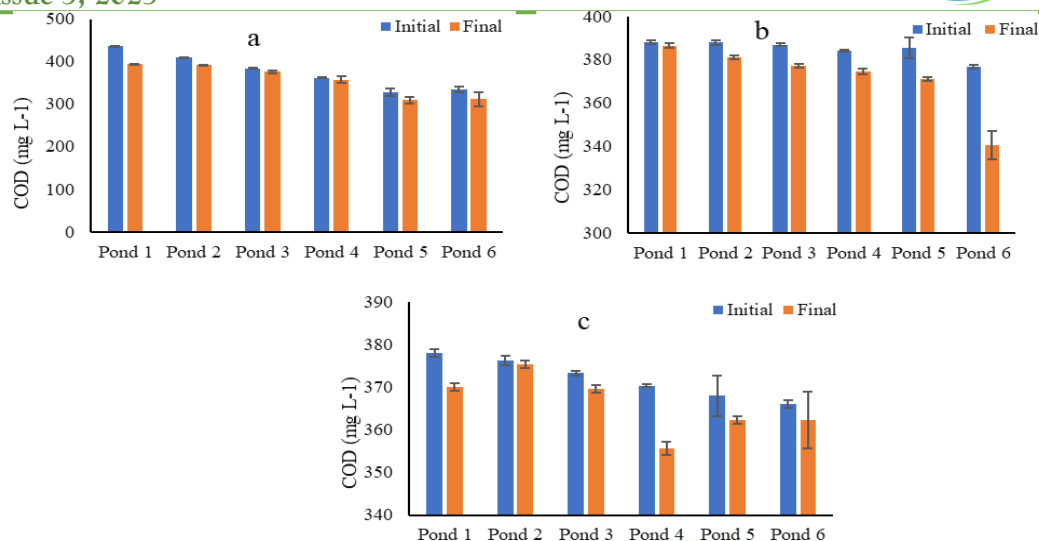 Issue 3, 2023
500
400
300
200
100
0
COD (mg L-1)
a
Initial Final
Pond 1 Pond 2 Pond 3 Pond 4 Pond 5 Pond 6
400
380
360
340
320
300
COD (mg L-1)
b
Initial Final
Pond 1 Pond 2 Pond 3 Pond 4 Pond 5 Pond 6
390
380
370
360
350
340
COD (mg L-1)
c
Initial Final
Pond 1 Pond 2 Pond 3 Pond 4 Pond 5 Pond 6